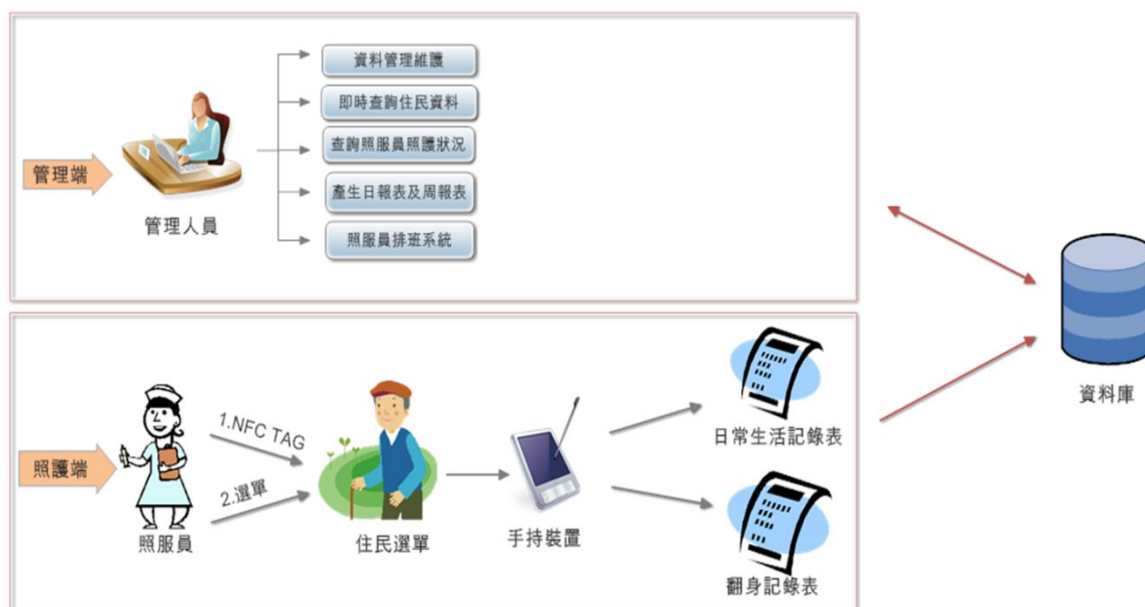 資料管理維護
即時查詢住民資料
查詢照服員照護狀況
產生日報表及周報表
照服員排班系統
管理端
管理人員
資料庫
1.NFC TAG
2.選單
照護端
照服員
住民選單
手持裝置
日常生活記錄表
翻身記錄表